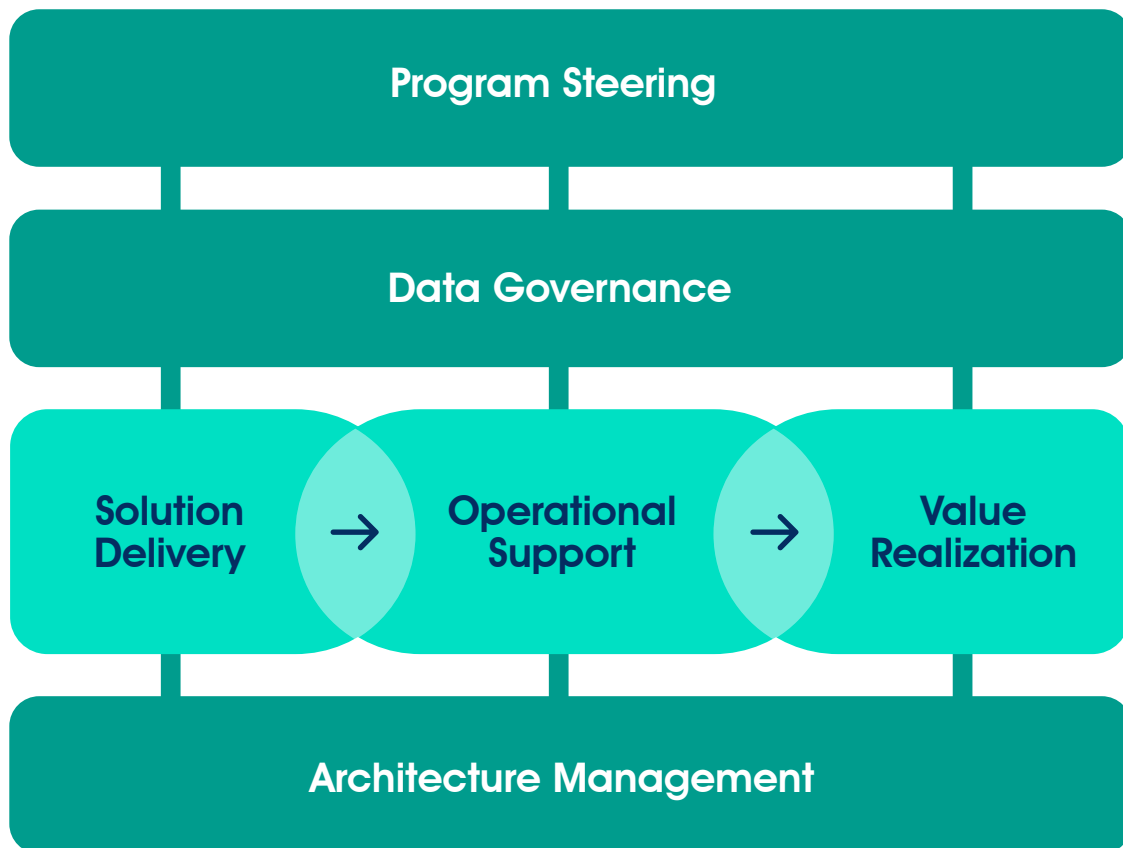 Program Steering
Data Governance
Solution
Delivery
Operational
Support
Value
Realization
Architecture Management